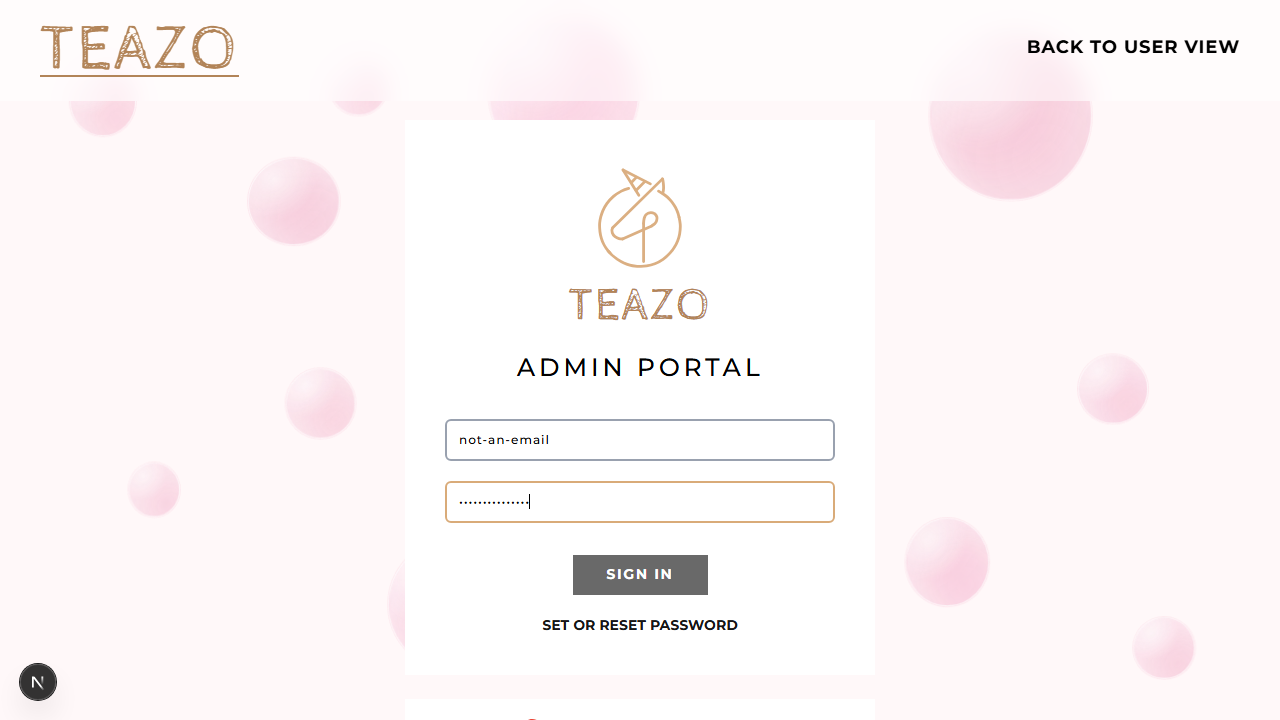 TEAZO
BACK TO USER VIEW
TEAZO
ADMIN PORTAL
not-an-email
•••••••••••••••
SIGN IN
SET OR RESET PASSWORD
N